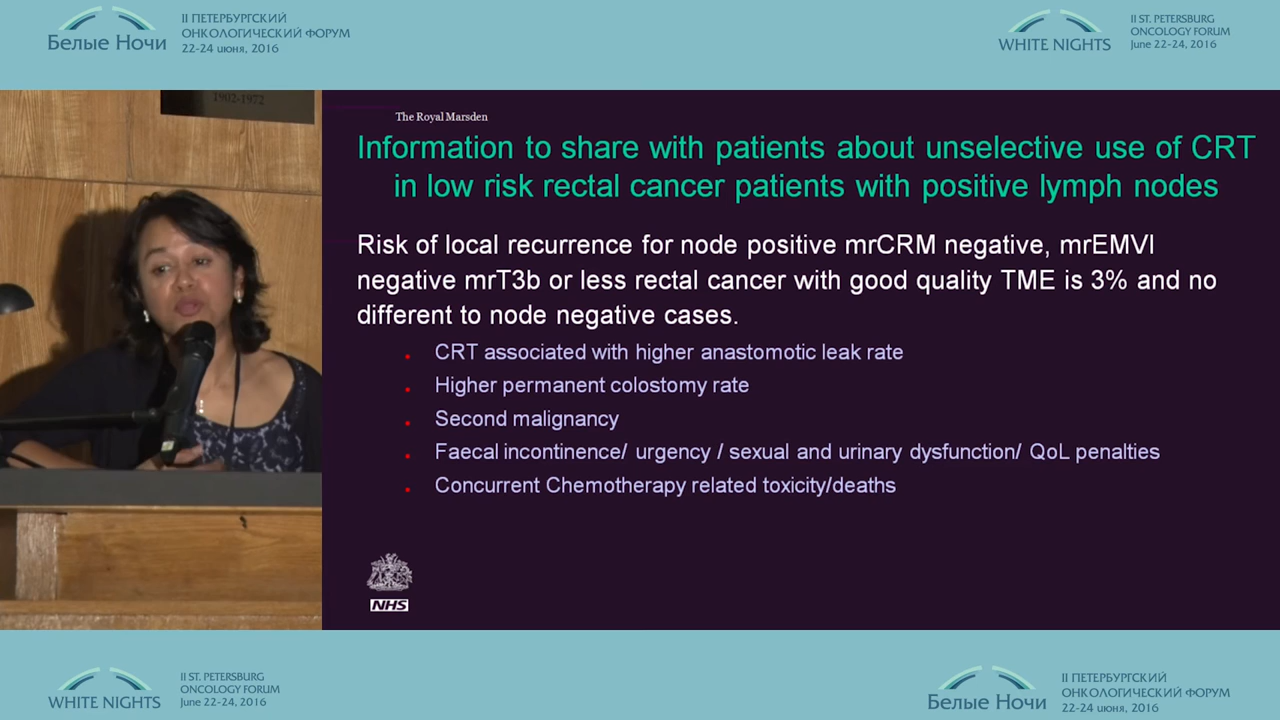 II ПЕТЕРБУРГСКИЙ
ОНКОЛОГИЧЕСКИЙ ФОРУМ
22-24 июня, 2016
Белые Ночи
WHITE NIGHTS
II ST. PETERSBURG
ONCOLOGY FORUM
June 22-24, 2016
1902-1972
The Royal Marsden
Information to share with patients about unselective use of CRT
in low risk rectal cancer patients with positive lymph nodes
Risk of local recurrence for node positive mrCRM negative, mrEMVI
negative mrT3b or less rectal cancer with good quality TME is 3% and no
different to node negative cases.
• CRT associated with higher anastomotic leak rate
• Higher permanent colostomy rate
• Second malignancy
• Faecal incontinence/ urgency / sexual and urinary dysfunction/ QoL penalties
• Concurrent Chemotherapy related toxicity/deaths
NHS
WHITE NIGHTS
II ST. PETERSBURG
ONCOLOGY FORUM
June 22-24, 2016
Белые Ночи
II ПЕТЕРБУРГСКИЙ
ОНКОЛОГИЧЕСКИЙ ФОРУМ
22-24 июня, 2016